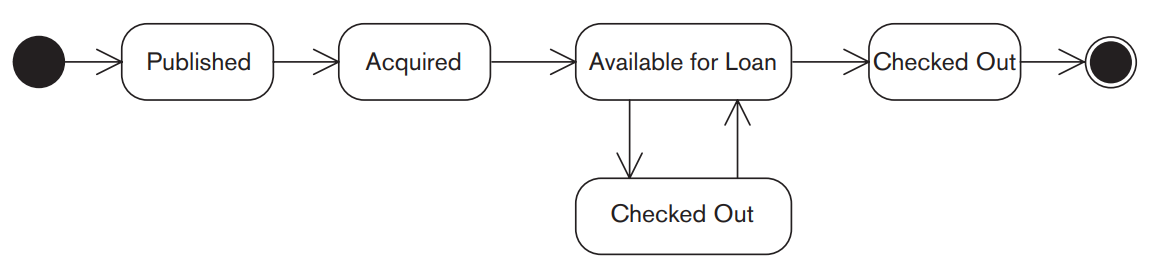 Published
Acquired
Available for Loan
Checked Out
Checked Out